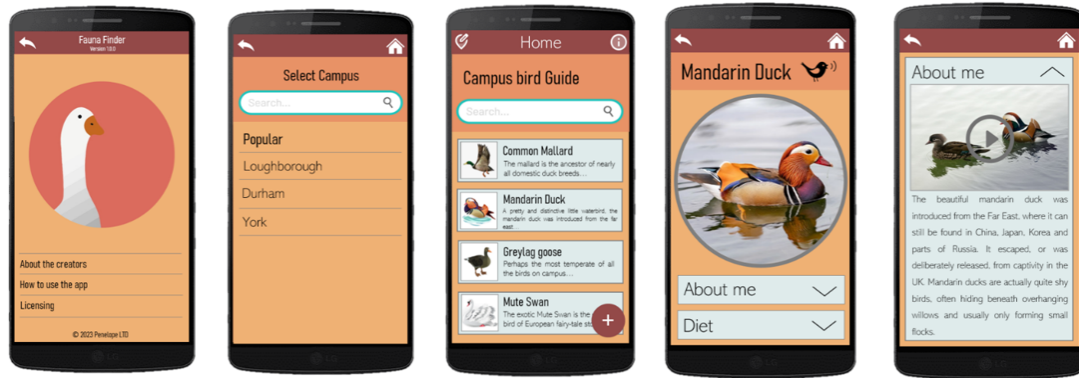 Fauna Finder
Version 1.0.0
About the creators
How to use the app
Licensing
© 2023 Penelope LTD
LG
Select Campus
Search...
Popular
Loughborough
Durham
York
LG
Home
Campus bird Guide
Search...
Common Mallard
The mallard is the ancestor of nearly
all domestic duck breeds...
Mandarin Duck
A pretty and distinctive little waterbird, the
mandarin duck was introduced from the far
east...
Greylag goose
Perhaps the most temperate of all
the birds on campus...
Mute Swan
The exotic Mute Swan is the
bird of European fairy-tale
+
LG
Mandarin Duck
About me
Diet
LG
About me
The beautiful mandarin duck was
introduced from the Far East, where it can
still be found in China, Japan, Korea and
parts of Russia. It escaped, or was
deliberately released, from captivity in the
UK. Mandarin ducks are actually quite shy
birds, often hiding beneath overhanging
willows and usually only forming small
flocks.
LG